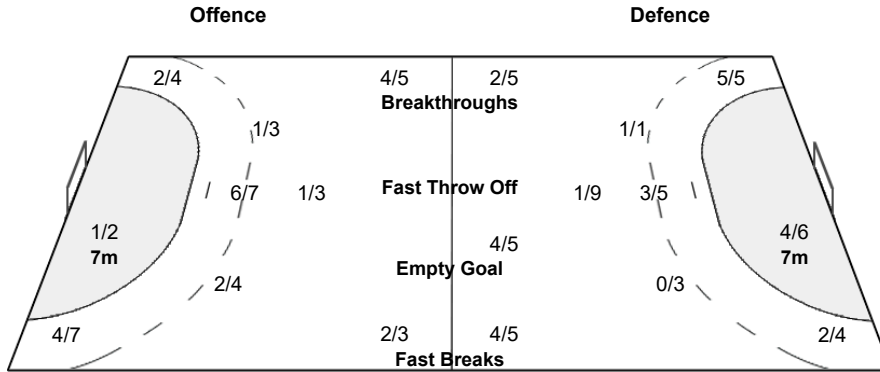 Offence Defence
2/4 4/5 2/5 5/5
Breakthroughs
1/3 1/1
6/7 1/3 Fast Throw Off 1/9 3/5
1/2 4/5 4/6
7m Empty Goal 7m
2/4 0/3
4/7 2/3 4/5 2/4
Fast Breaks